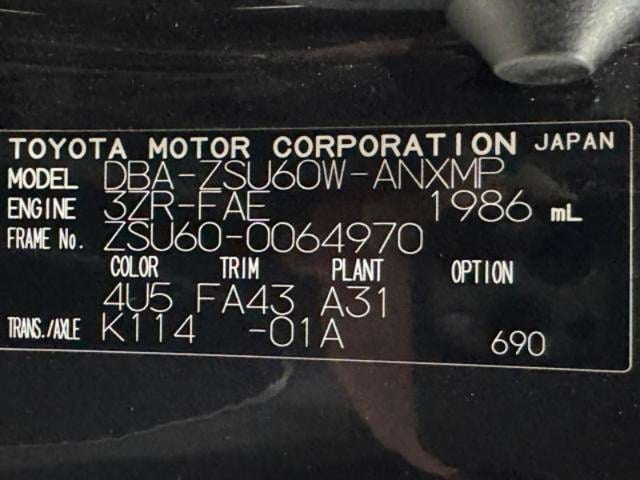 TOYOTA MOTOR CORPORATION JAPAN
MODEL DBA-ZSU60W-ANXMP
ENGINE 3ZR-FAE 1986 mL
FRAME No. ZSU60-0064970
COLOR TRIM PLANT OPTION
4U5 FA43 A31
TRANS./AXLE K114 -01A 690